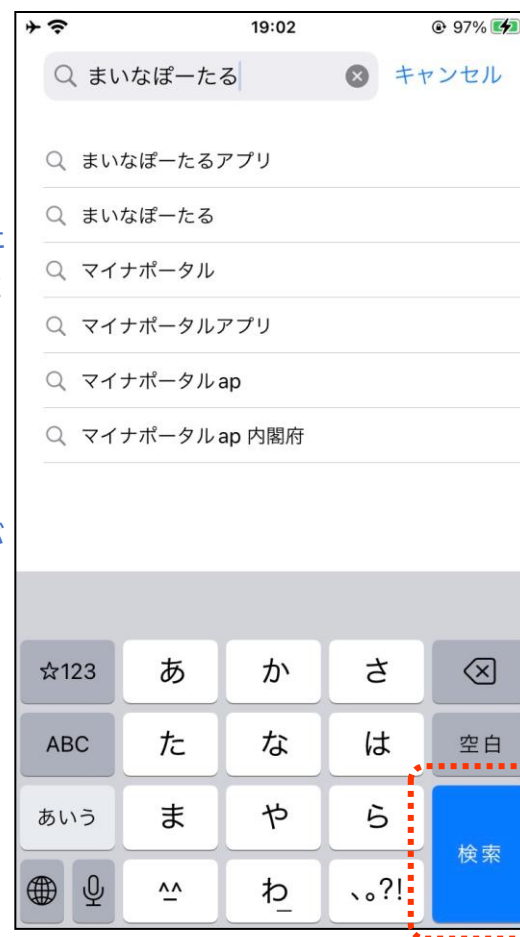 19:02 97%
まいなぽーたる キャンセル
まいなぽーたるアプリ
まいなぽーたる
マイナポータル
マイナポータルアプリ
マイナポータル ap
マイナポータル ap 内閣府
☆123 あ か さ
ABC た な は 空白
あいう ま や ら 検索
^^ わ 、。?!